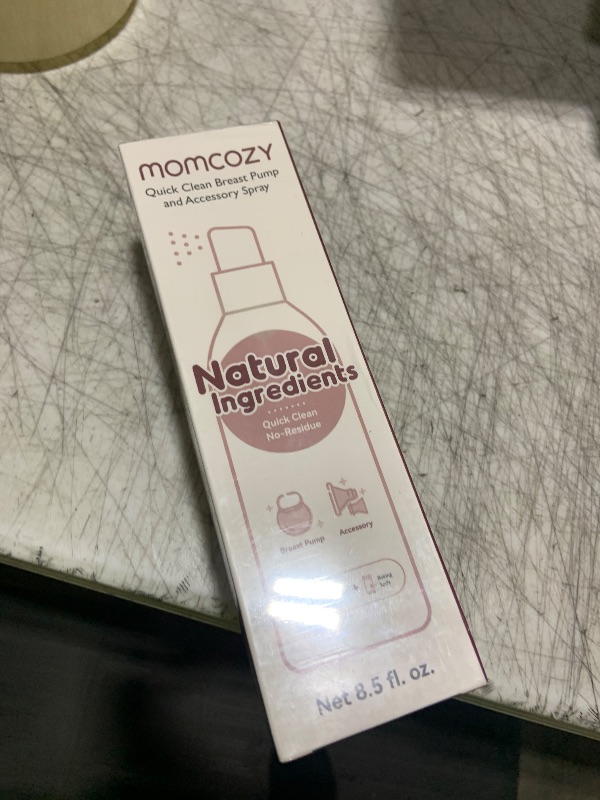 momcozy
Quick Clean Breast Pump
and Accessory Spray
Natural
Ingredients
Quick Clean
No-Residue
Breast Pump
Accessory
Net 8.5 fl. oz.